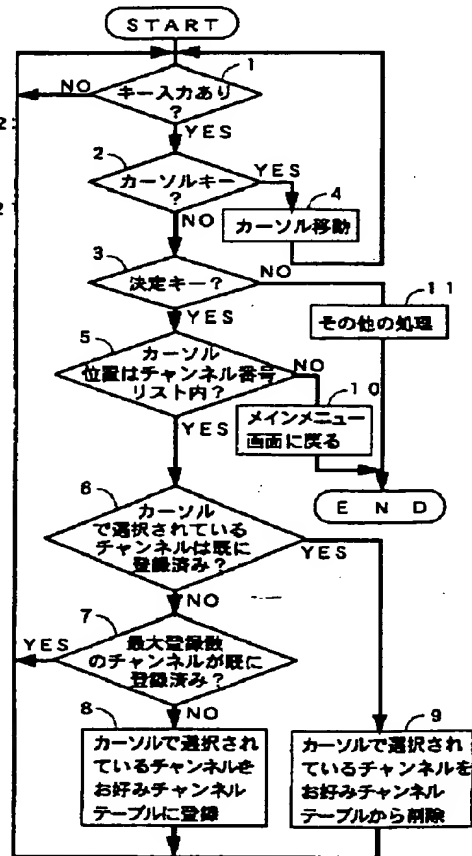 START
1
NO
キー入力あり
?
2:
YES
2
YES
カーソルキー
?
2
4
NO
カーソル移動
3
NO
決定キー?
11
YES
その他の処理
5
カーソル
位置はチャンネル番号
リスト内?
NO
10
メインメニュー
画面に戻る
YES
END
6
カーソル
で選択されている
チャンネルは既に
登録済み?
YES
NO
7
YES
最大登録数
のチャンネルが既に
登録済み?
NO
8
9
カーソルで選択され
ているチャンネルを
お好みチャンネル
テーブルに登録
カーソルで選択され
ているチャンネルを
お好みチャンネル
テーブルから削除